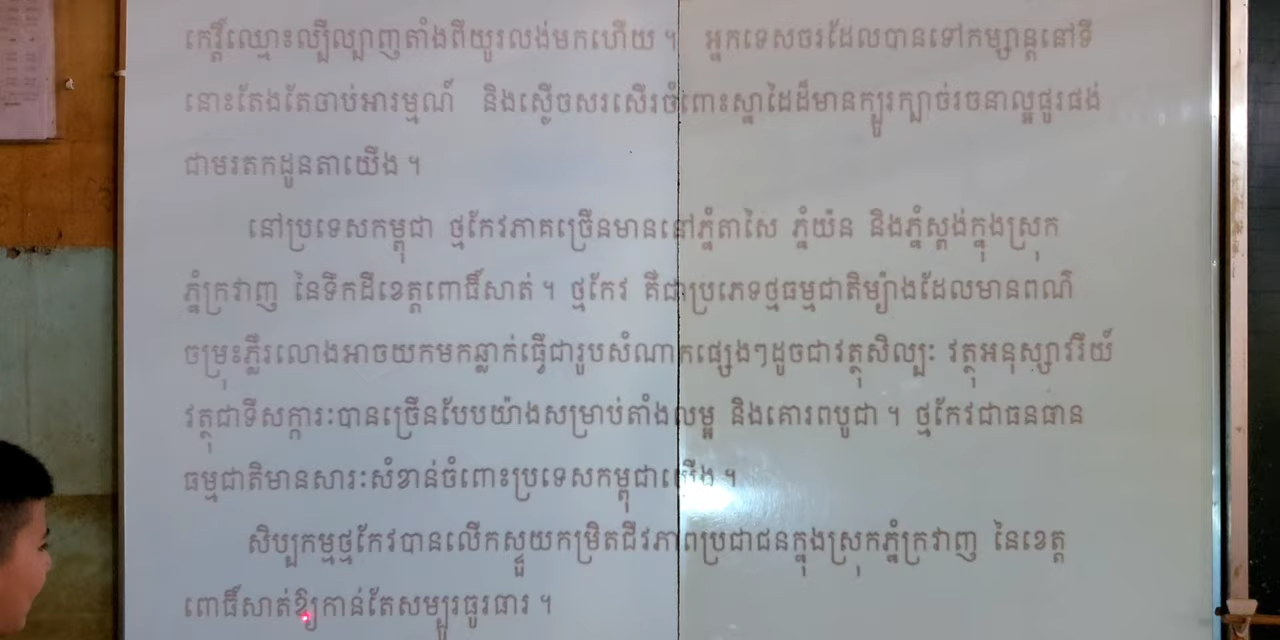 កេរ្តិ៍ឈ្មោះល្បីល្បាញតាំងពីយូរលង់មកហើយ ។ អ្នកទេសចរដែលបានទៅកម្សាន្តនៅទី
នោះតែងតែចាប់អារម្មណ៍ និងស្ងើចសរសើរចំពោះស្នាដៃដ៏មានក្បូរក្បាច់រចនាល្អផូរផង់
ជាមរតកដូនតាយើង ។
នៅប្រទេសកម្ពុជា ថ្មកែវភាគច្រើនមាននៅភ្នំតាសៃ ភ្នំយ៉ន និងភ្នំស្តង់ក្នុងស្រុក
ភ្នំក្រវាញ នៃទឹកដីខេត្តពោធិ៍សាត់ ។ ថ្មកែវ គឺជាប្រភេទថ្មធម្មជាតិម្យ៉ាងដែលមានពណ៌
ចម្រុះភ្លឺរលោងអាចយកមកឆ្លាក់ធ្វើជារូបសំណាកផ្សេងៗដូចជាវត្ថុសិល្បៈ វត្ថុអនុស្សាវរីយ៍
វត្ថុជាទីសក្ការៈបានច្រើនបែបយ៉ាងសម្រាប់តាំងលម្អ និងគោរពបូជា ។ ថ្មកែវជាធនធាន
ធម្មជាតិមានសារៈសំខាន់ចំពោះប្រទេសកម្ពុជាយើង ។
សិប្បកម្មថ្មកែវបានលើកស្ទួយកម្រិតជីវភាពប្រជាជនក្នុងស្រុកភ្នំក្រវាញ នៃខេត្ត
ពោធិ៍សាត់ឱ្យកាន់តែសម្បូរធូរធារ ។